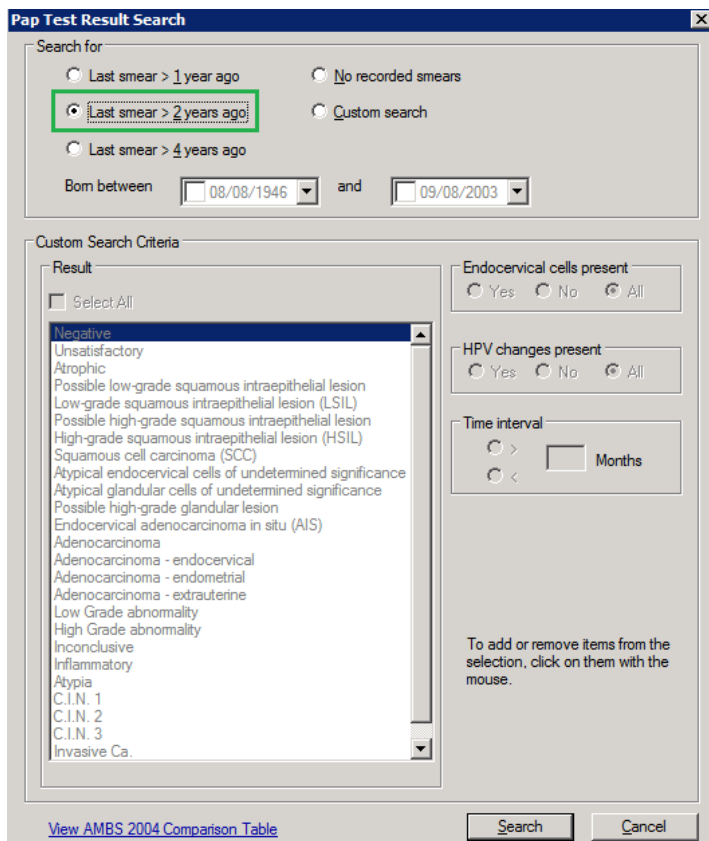 Pap Test Result Search
Search for
Last smear > 1 year ago
No recorded smears
Last smear > 2 years ago
Custom search
Last smear > 4 years ago
Born between 08/08/1946 and 09/08/2003
Custom Search Criteria
Result
Select All
Negative
Unsatisfactory
Atrophic
Possible low-grade squamous intraepithelial lesion
Low-grade squamous intraepithelial lesion (LSIL)
Possible high-grade squamous intraepithelial lesion
High-grade squamous intraepithelial lesion (HSIL)
Squamous cell carcinoma (SCC)
Atypical endocervical cells of undetermined significance
Atypical glandular cells of undetermined significance
Possible high-grade glandular lesion
Endocervical adenocarcinoma in situ (AIS)
Adenocarcinoma
Adenocarcinoma - endocervical
Adenocarcinoma - endometrial
Adenocarcinoma - extrauterine
Low Grade abnormality
High Grade abnormality
Inconclusive
Inflammatory
Atypia
C.I.N. 1
C.I.N. 2
C.I.N. 3
Invasive Ca.
Endocervical cells present
Yes No All
HPV changes present
Yes No All
Time interval
>
<
Months
To add or remove items from the
selection, click on them with the
mouse.
View AMBS 2004 Comparison Table
Search
Cancel